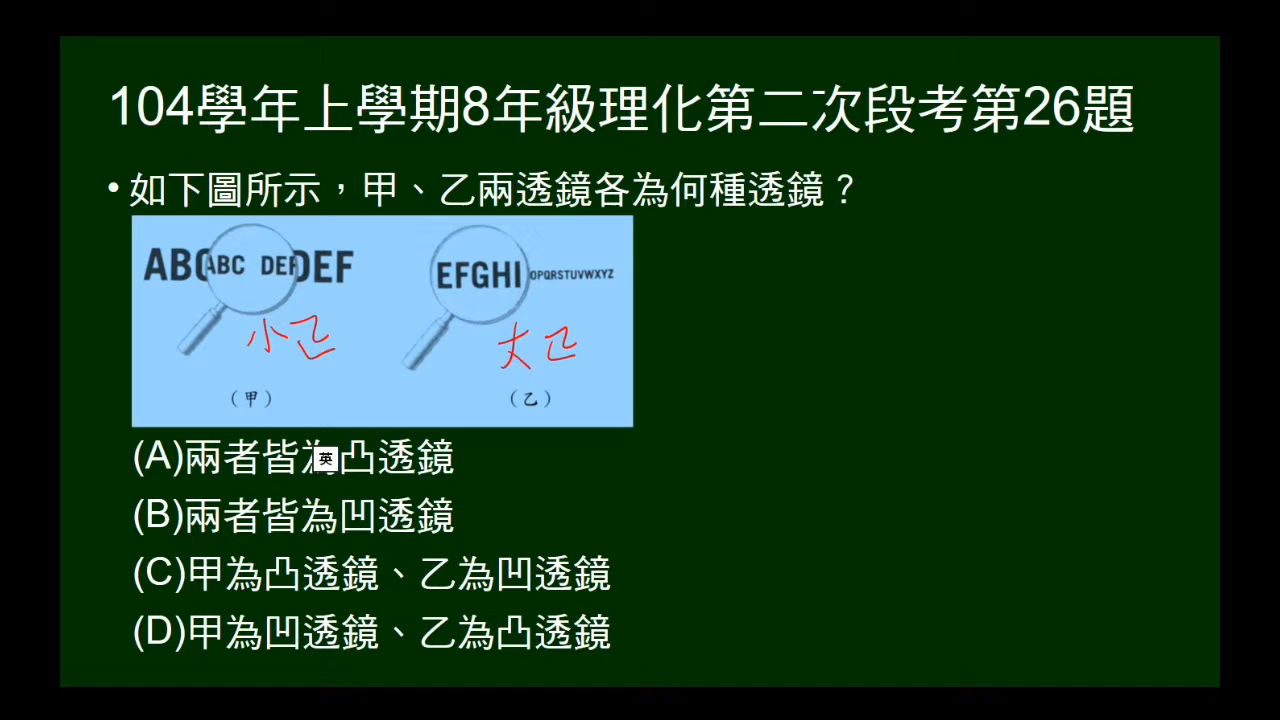 104學年上學期8年級理化第二次段考第26題
• 如下圖所示，甲、乙兩透鏡各為何種透鏡？
ABC ABC DEF DEF
EFGHI OPQRSTUVWXYZ
小正
大正
（甲） （乙）
(A)兩者皆為凸透鏡
英
(B)兩者皆為凹透鏡
(C)甲為凸透鏡、乙為凹透鏡
(D)甲為凹透鏡、乙為凸透鏡